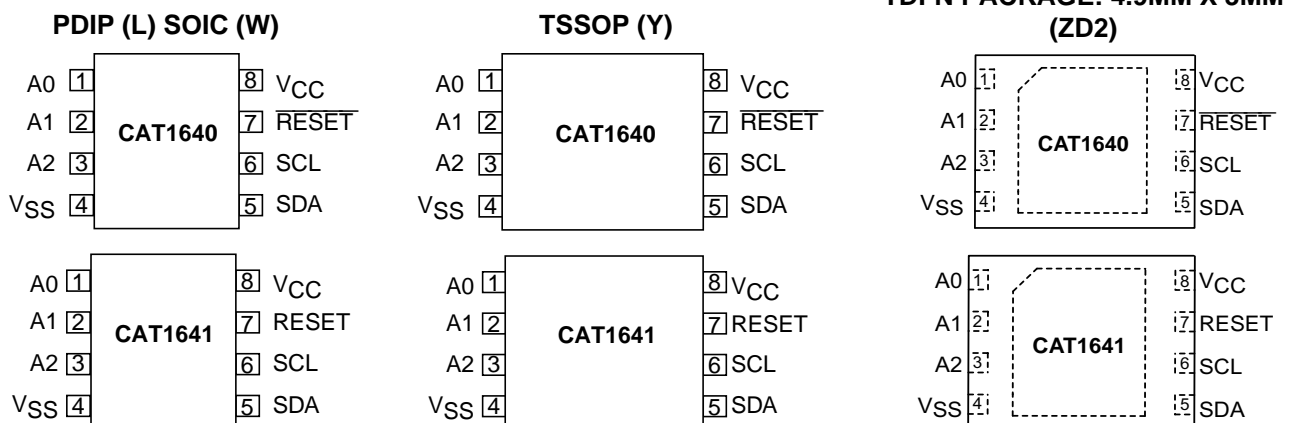 PDIP (L) SOIC (W)
A0 1 8 VCC
A1 2 CAT1640 7 RESET
A2 3 6 SCL
VSS 4 5 SDA
A0 1 8 VCC
A1 2 CAT1641 7 RESET
A2 3 6 SCL
VSS 4 5 SDA
TSSOP (Y)
A0 1 8 VCC
A1 2 CAT1640 7 RESET
A2 3 6 SCL
VSS 4 5 SDA
A0 1 8 VCC
A1 2 CAT1641 7 RESET
A2 3 6 SCL
VSS 4 5 SDA
(ZD2)
A0 1 8 VCC
A1 2 CAT1640 7 RESET
A2 3 6 SCL
VSS 4 5 SDA
A0 1 8 VCC
A1 2 CAT1641 7 RESET
A2 3 6 SCL
VSS 4 5 SDA